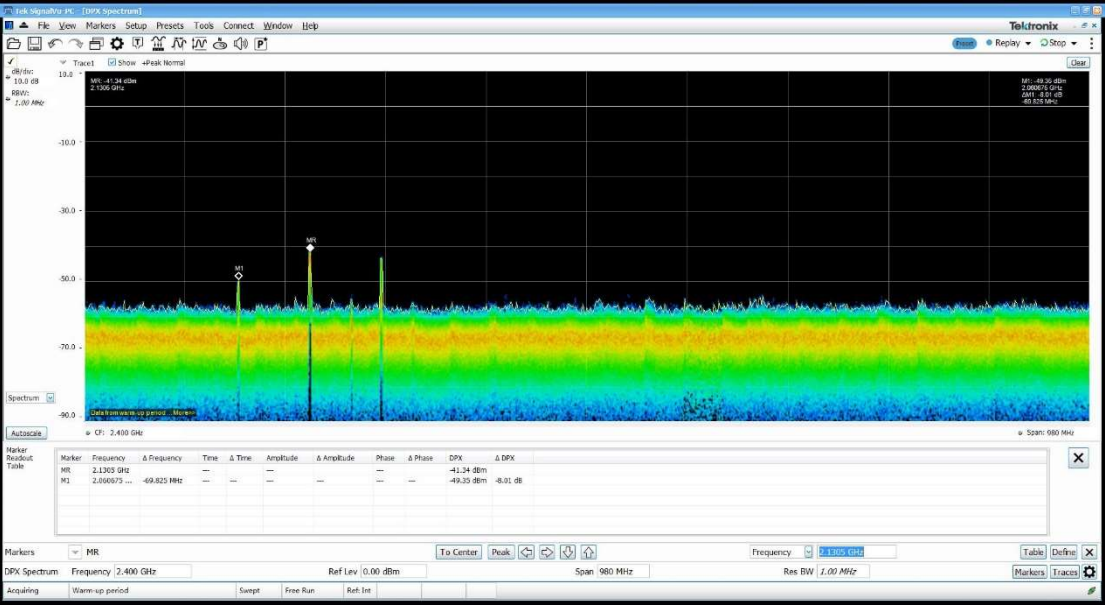 Tek SignalVu-PC - [DPX Spectrum]
File View Markers Setup Presets Tools Connect Window Help
Tektronix
Preset Replay Stop
dB/div:
10.0 dB
RBW:
1.00 MHz
Trace1 Show +Peak Normal
Clear
10.0
MR: -41.34 dBm
2.1305 GHz
M1: -49.35 dBm
2.060675 GHz
ΔM1 -8.01 dB
-69.825 MHz
-10.0
-30.0
MR
M1
-50.0
-70.0
Spectrum
-90.0
Data from warm-up period ...More>>
Autoscale
CF: 2.400 GHz
Span: 980 MHz
Marker
Readout
Table
Marker Frequency Δ Frequency Time Δ Time Amplitude Δ Amplitude Phase Δ Phase DPX Δ DPX
MR 2.1305 GHz --- --- --- -41.34 dBm
M1 2.060675 ... -69.825 MHz --- --- --- --- --- --- -49.35 dBm -8.01 dB
Markers MR To Center Peak Frequency 2.1305 GHz Table Define
DPX Spectrum Frequency 2.400 GHz Ref Lev 0.00 dBm Span 980 MHz Res BW 1.00 MHz Markers Traces
Acquiring Warm-up period Swept Free Run Ref: Int